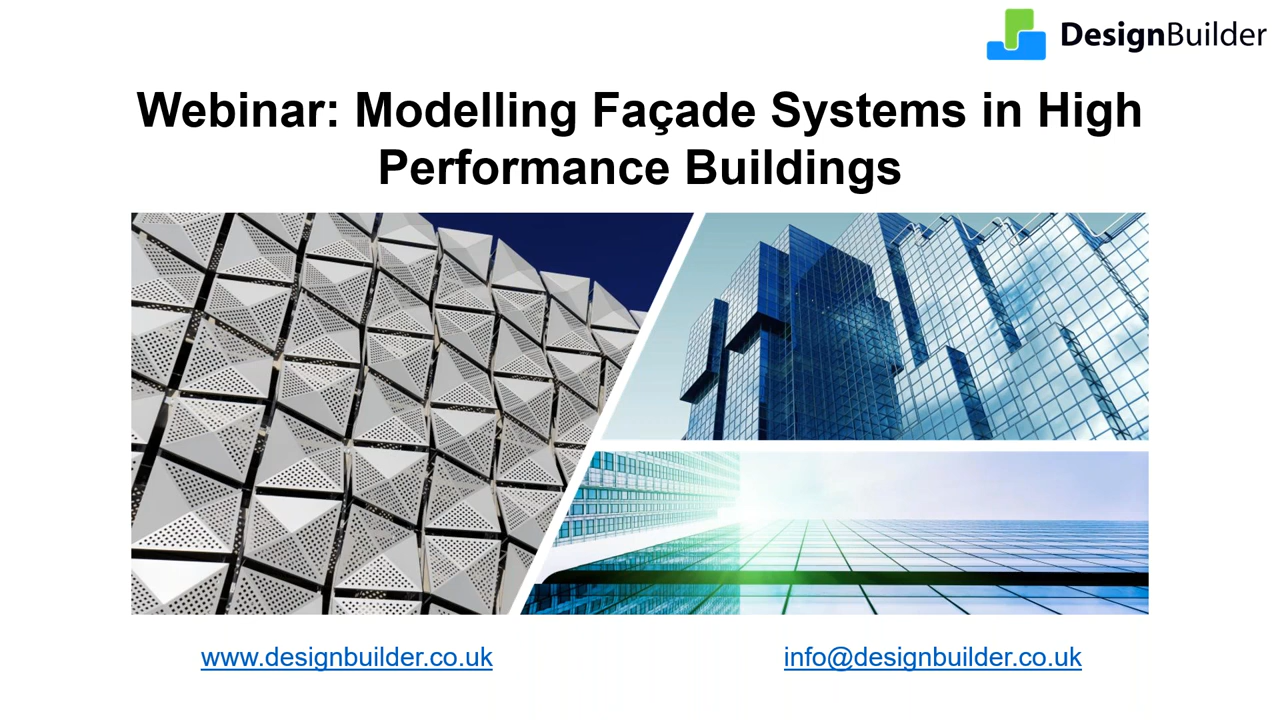 DesignBuilder
Webinar: Modelling Façade Systems in High
Performance Buildings
www.designbuilder.co.uk
info@designbuilder.co.uk